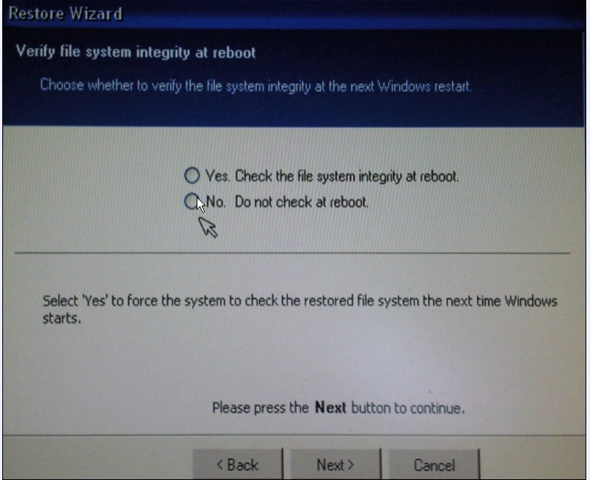 Restore Wizard
Verify file system integrity at reboot
Choose whether to verify the file system integrity at the next Windows restart.
Yes. Check the file system integrity at reboot.
No. Do not check at reboot.
Select 'Yes' to force the system to check the restored file system the next time Windows
starts.
Please press the Next button to continue.
< Back Next > Cancel